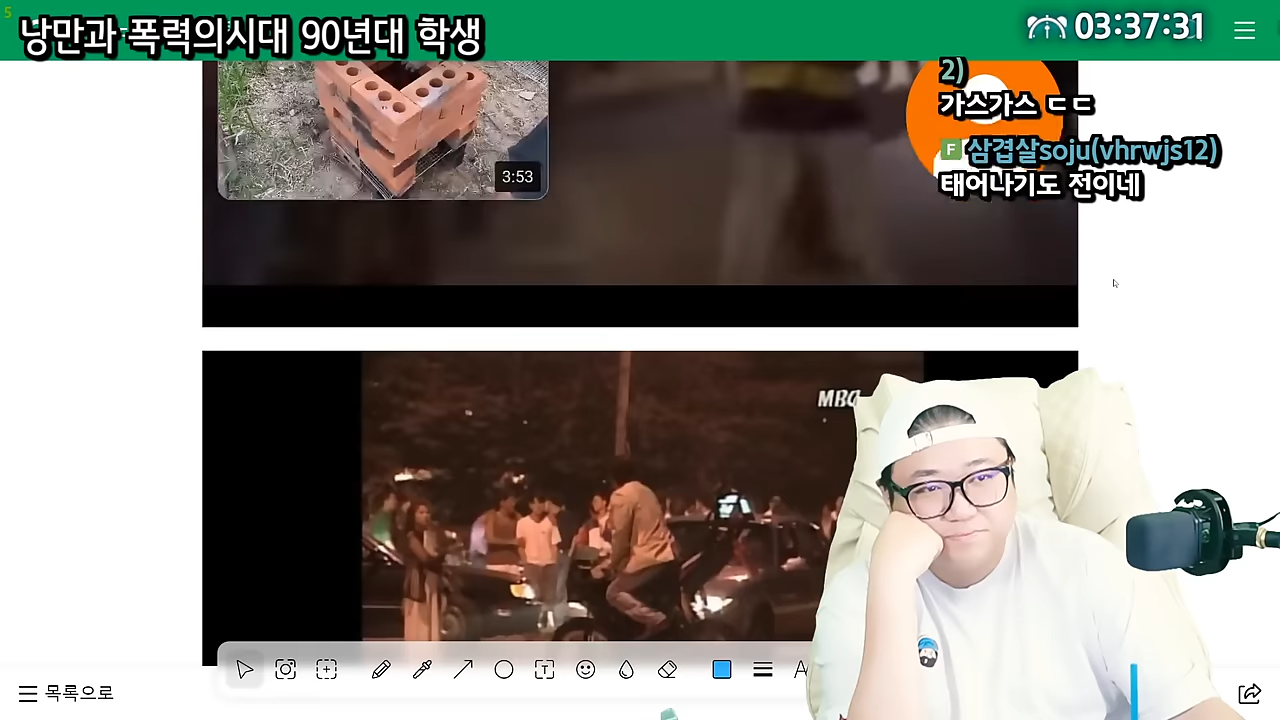 5
낭만과 폭력의시대 90년대 학생
03:37:31
2)
가스가스 ㄷㄷ
F 삼겹살soju(vhrwjs12)
태어나기도 전이네
3:53
MBC
T
A
목록으로